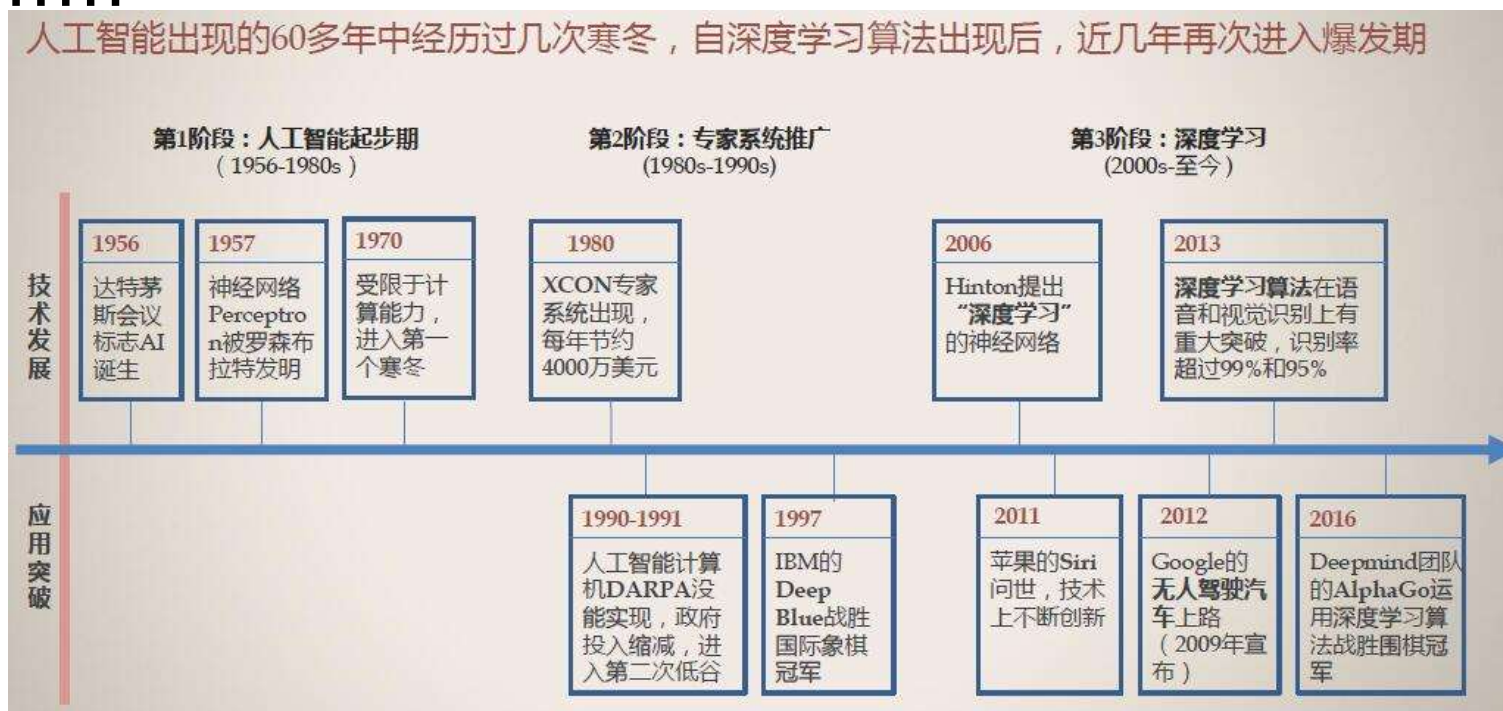 人工智能出现的60多年中经历过几次寒冬，自深度学习算法出现后，近几年再次进入爆发期
第1阶段：人工智能起步期
（1956-1980s）
第2阶段：专家系统推广
(1980s-1990s)
第3阶段：深度学习
(2000s-至今）
技术发展
1956
达特茅
斯会议
标志AI
诞生
1957
神经网络
Perceptro
n被罗森布
拉特发明
1970
受限于计
算能力，
进入第一
个寒冬
1980
XCON专家
系统出现，
每年节约
4000万美元
2006
Hinton提出
“深度学习”
的神经网络
2013
深度学习算法在语
音和视觉识别上有
重大突破，识别率
超过99%和95%
应用突破
1990-1991
人工智能计算
机DARPA没
能实现，政府
投入缩减，进
入第二次低谷
1997
IBM的
Deep
Blue战胜
国际象棋
冠军
2011
苹果的Siri
问世，技术
上不断创新
2012
Google的
无人驾驶汽
车上路
（2009年宣
布）
2016
Deepmind团队
的AlphaGo运
用深度学习算
法战胜围棋冠
军